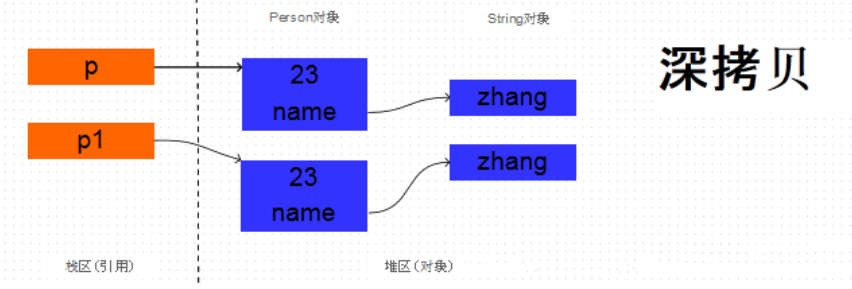 Person对象
String对象
深拷贝
p
23
name
zhang
p1
23
name
zhang
栈区(引用)
堆区(对象)